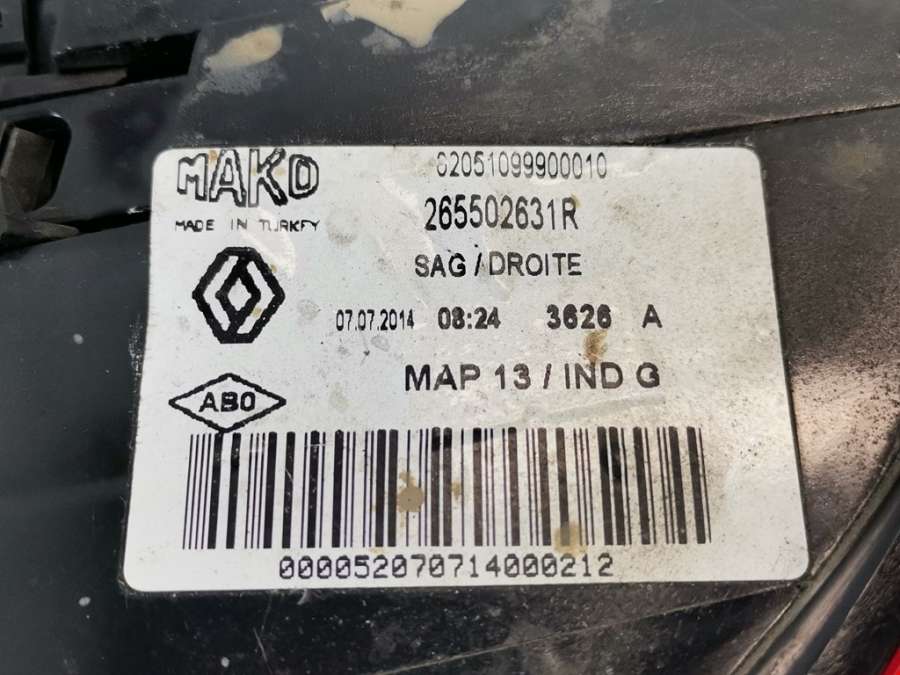 MAKO
MADE IN TURKEY
62051099900010
265502631R
SAG / DROITE
07.07.2014 08:24 3626 A
MAP 13 / IND G
ABO
000052070714000212